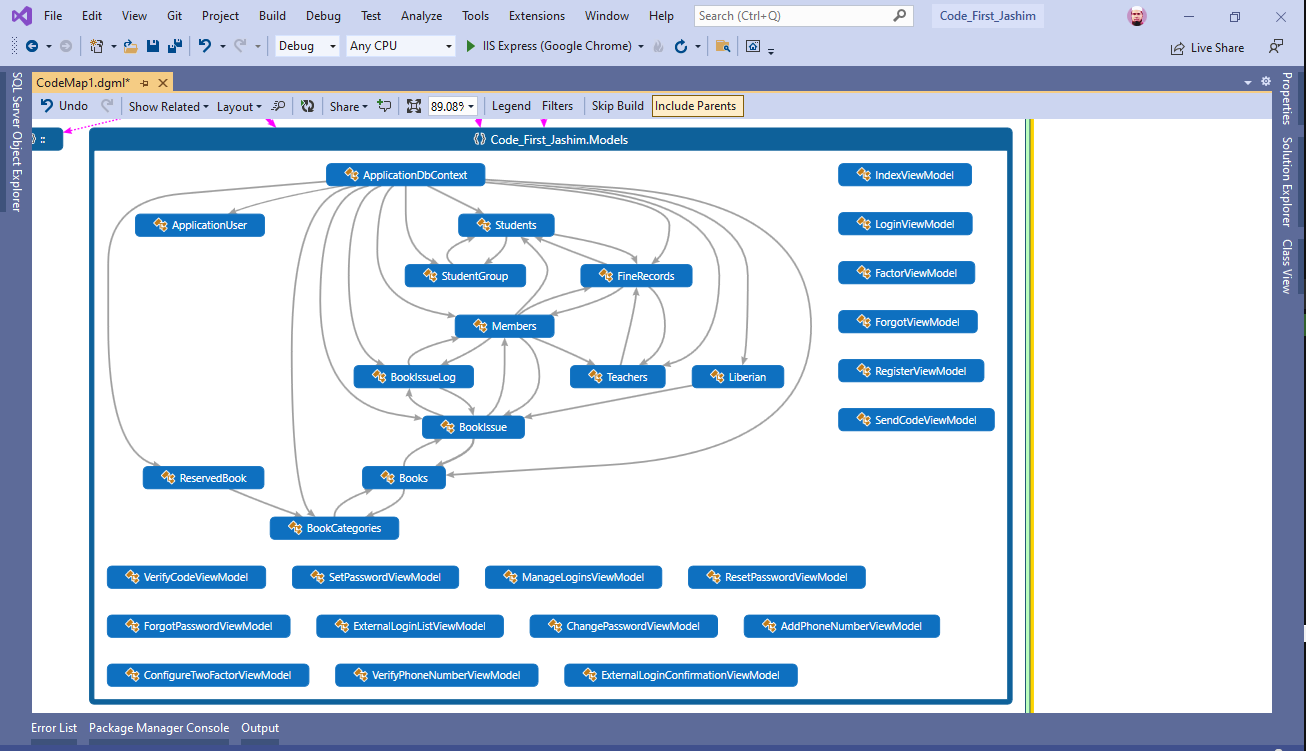 File Edit View Git Project Build Debug Test Analyze Tools Extensions Window Help Search (Ctrl+Q) Code_First_Jashim
Debug Any CPU IIS Express (Google Chrome) Live Share
CodeMap1.dgml*
Undo Show Related Layout Share 89.08% Legend Filters Skip Build Include Parents
SQL Server Object Explorer
Properties
Solution Explorer
Class View
::
Code_First_Jashim.Models
ApplicationDbContext IndexViewModel
ApplicationUser Students LoginViewModel
StudentGroup FineRecords FactorViewModel
Members ForgotViewModel
BookIssueLog Teachers Liberian RegisterViewModel
BookIssue SendCodeViewModel
ReservedBook Books
BookCategories
VerifyCodeViewModel SetPasswordViewModel ManageLoginsViewModel ResetPasswordViewModel
ForgotPasswordViewModel ExternalLoginListViewModel ChangePasswordViewModel AddPhoneNumberViewModel
ConfigureTwoFactorViewModel VerifyPhoneNumberViewModel ExternalLoginConfirmationViewModel
Error List Package Manager Console Output